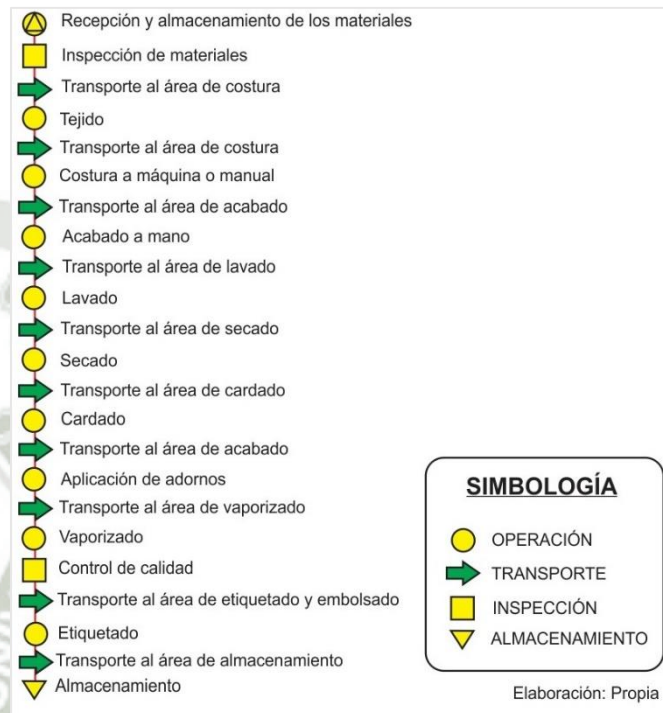 Recepción y almacenamiento de los materiales
Inspección de materiales
Transporte al área de costura
Tejido
Transporte al área de costura
Costura a máquina o manual
Transporte al área de acabado
Acabado a mano
Transporte al área de lavado
Lavado
Transporte al área de secado
Secado
Transporte al área de cardado
Cardado
Transporte al área de acabado
Aplicación de adornos
Transporte al área de vaporizado
Vaporizado
Control de calidad
Transporte al área de etiquetado y embolsado
Etiquetado
Transporte al área de almacenamiento
Almacenamiento
SIMBOLOGÍA
OPERACIÓN
TRANSPORTE
INSPECCIÓN
ALMACENAMIENTO
Elaboración: Propia